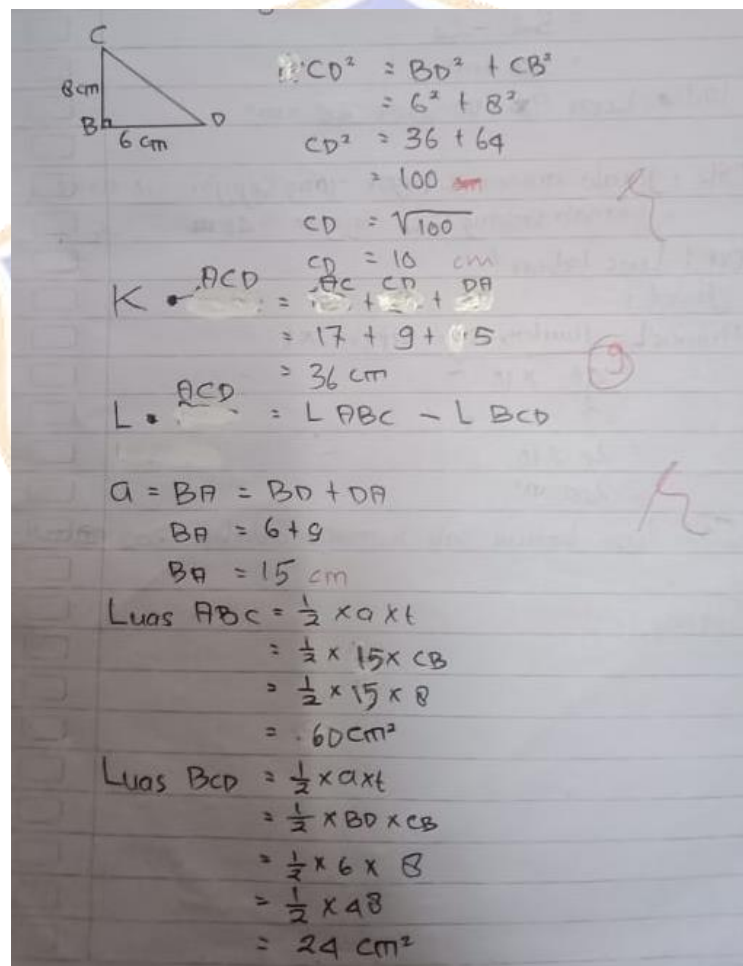 C
8cm
B
6 cm
D
CD² = BD² + CB²
= 6² + 8²
CD² = 36 + 64
= 100
CD = √100
CD = 10 cm
K ACD = AC + CD + DA
= 17 + 9 + 5
= 36 cm
9
L ACD = L ABC - L BCD
a = BA = BD + DA
BA = 6+9
BA = 15 cm
Luas ABC = 1/2 x a x t
= 1/2 x 15 x CB
= 1/2 x 15 x 8
= 60 cm²
Luas BCD = 1/2 x a x t
= 1/2 x BD x CB
= 1/2 x 6 x 8
= 1/2 x 48
= 24 cm²